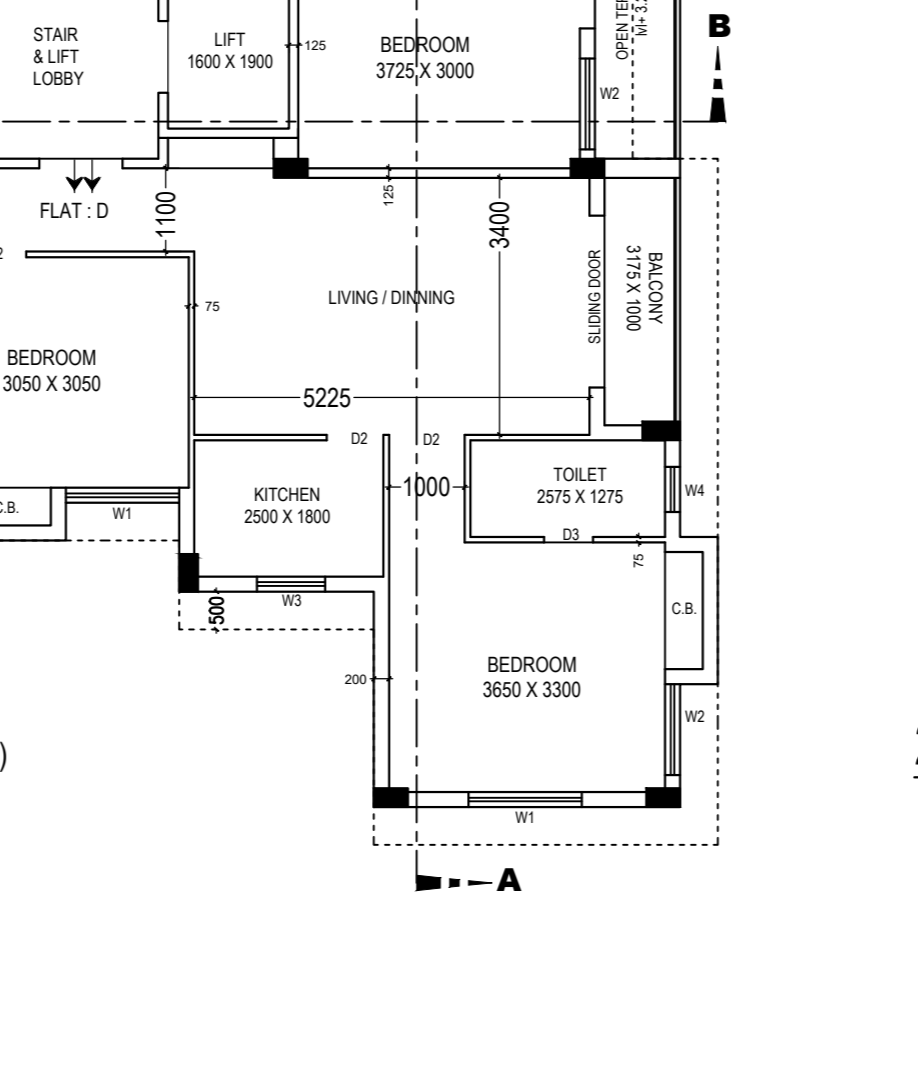 STAIR
& LIFT
LOBBY
LIFT
1600 X 1900
125
BEDROOM
3725 X 3000
W2
B
FLAT : D
1100
125
3400
SLIDING DOOR
BALCONY
3175 X 1000
75
LIVING / DINNING
BEDROOM
3050 X 3050
5225
D2
D2
KITCHEN
2500 X 1800
1000
TOILET
2575 X 1275
W4
C.B.
W1
D3
75
W3
500
C.B.
200
BEDROOM
3650 X 3300
W2
)
W1
A